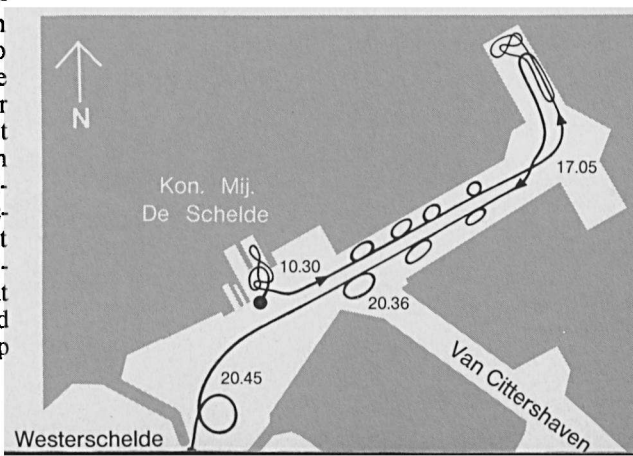 N
Kon. Mij.
De Schelde
10.30
17.05
20.36
20.45
Van Cittershaven
Westerschelde